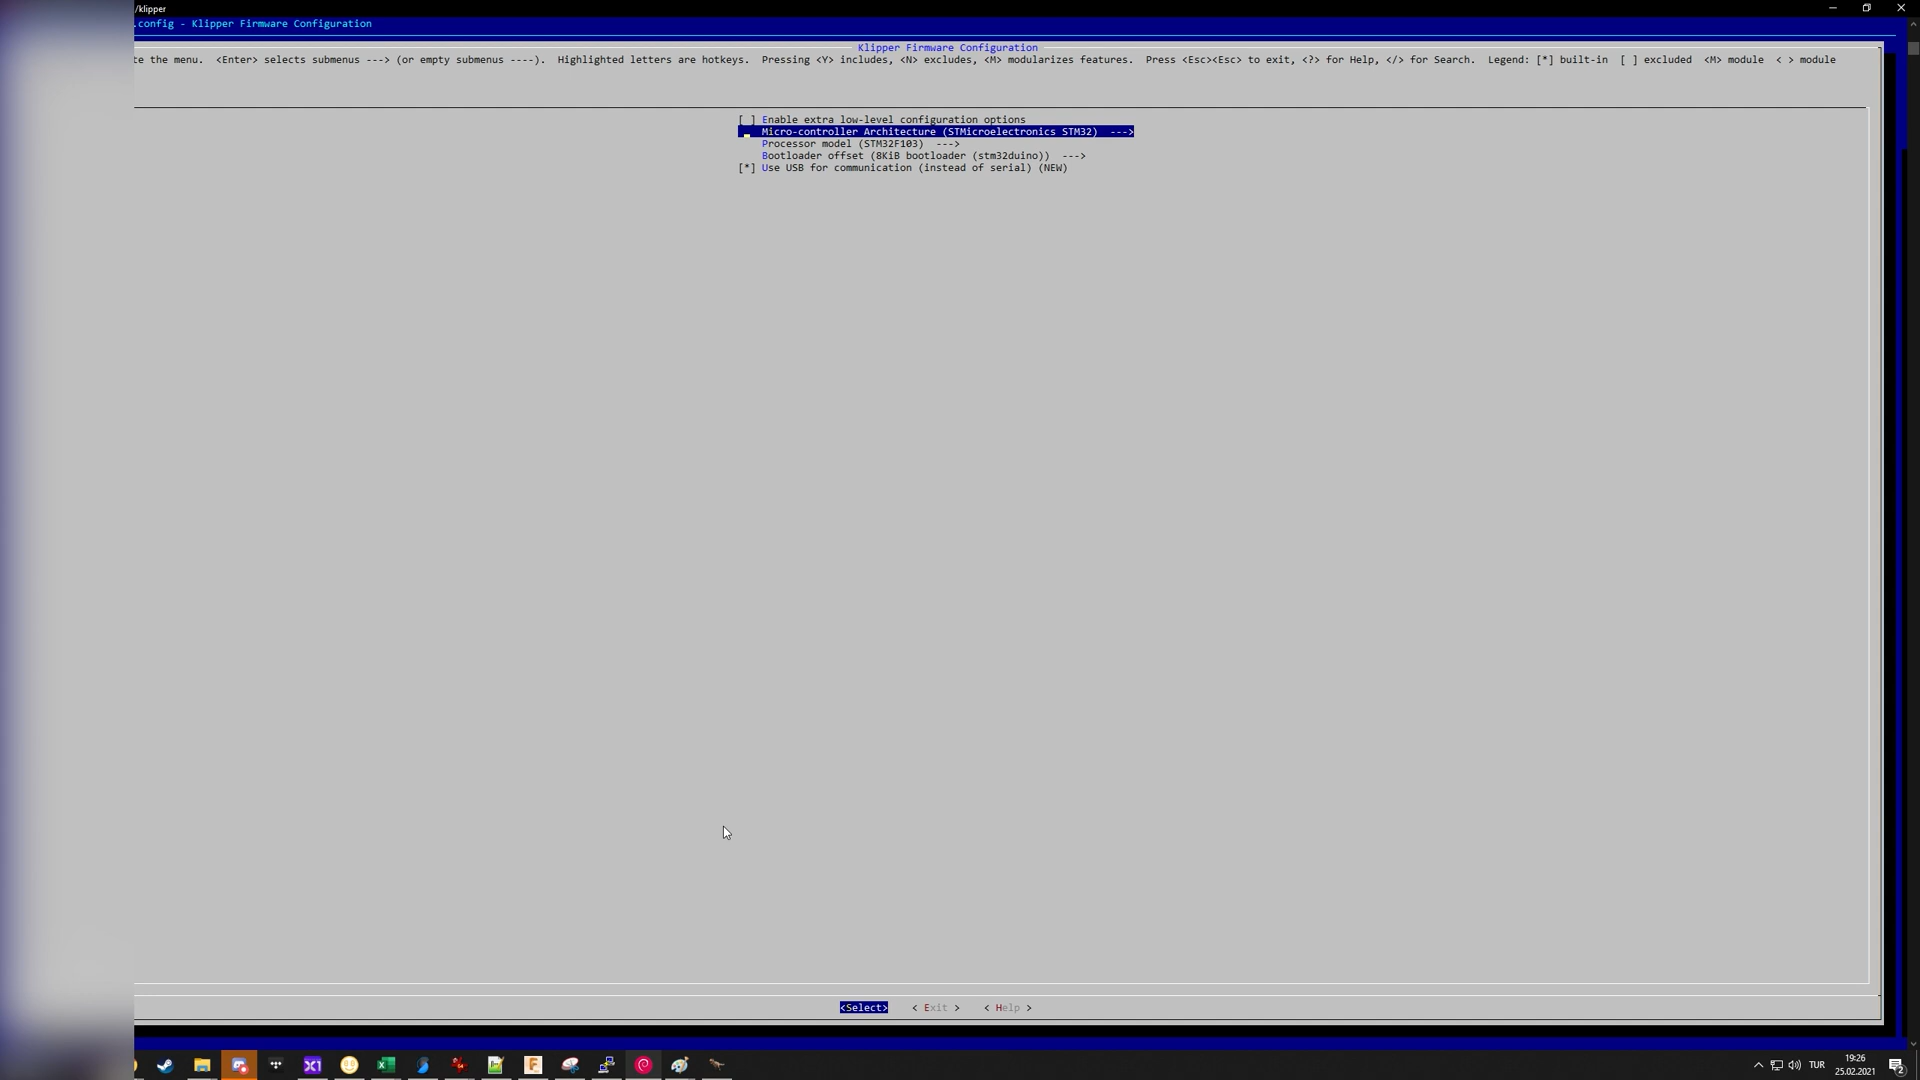 /klipper
.config - Klipper Firmware Configuration
Klipper Firmware Configuration
the menu.  <Enter> selects submenus ---> (or empty submenus ----).  Highlighted letters are hotkeys.  Pressing <Y> includes, <N> excludes, <M> modularizes features.  Press <Esc><Esc> to exit, <?> for Help, </> for Search.  Legend: [*] built-in  [ ] excluded  <M> module  < > module
[ ] Enable extra low-level configuration options
Micro-controller Architecture (STMicroelectronics STM32)  --->
Processor model (STM32F103)  --->
Bootloader offset (8KiB bootloader (stm32duino))  --->
[*] Use USB for communication (instead of serial) (NEW)
<Select>    < Exit >    < Help >
X1
TUR
19:26
25.02.2021
2